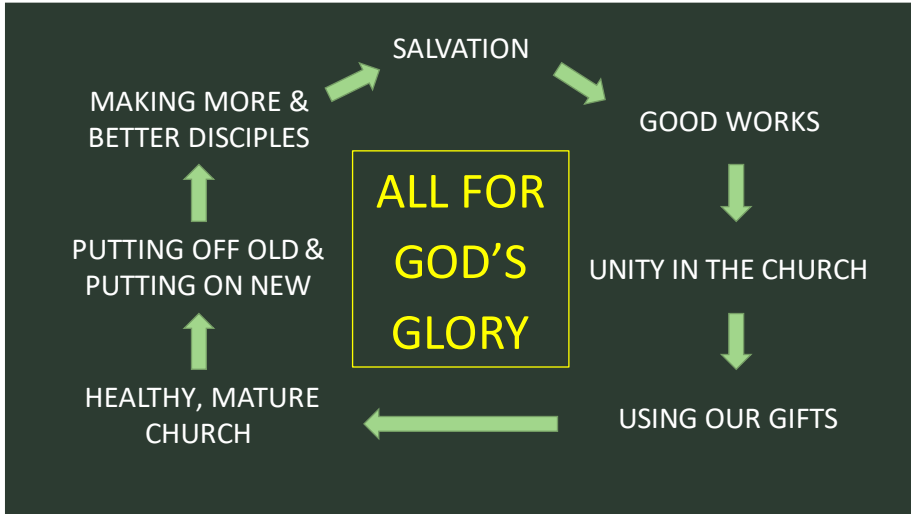 SALVATION
GOOD WORKS
UNITY IN THE CHURCH
USING OUR GIFTS
HEALTHY, MATURE
CHURCH
PUTTING OFF OLD &
PUTTING ON NEW
MAKING MORE &
BETTER DISCIPLES
ALL FOR
GOD’S
GLORY